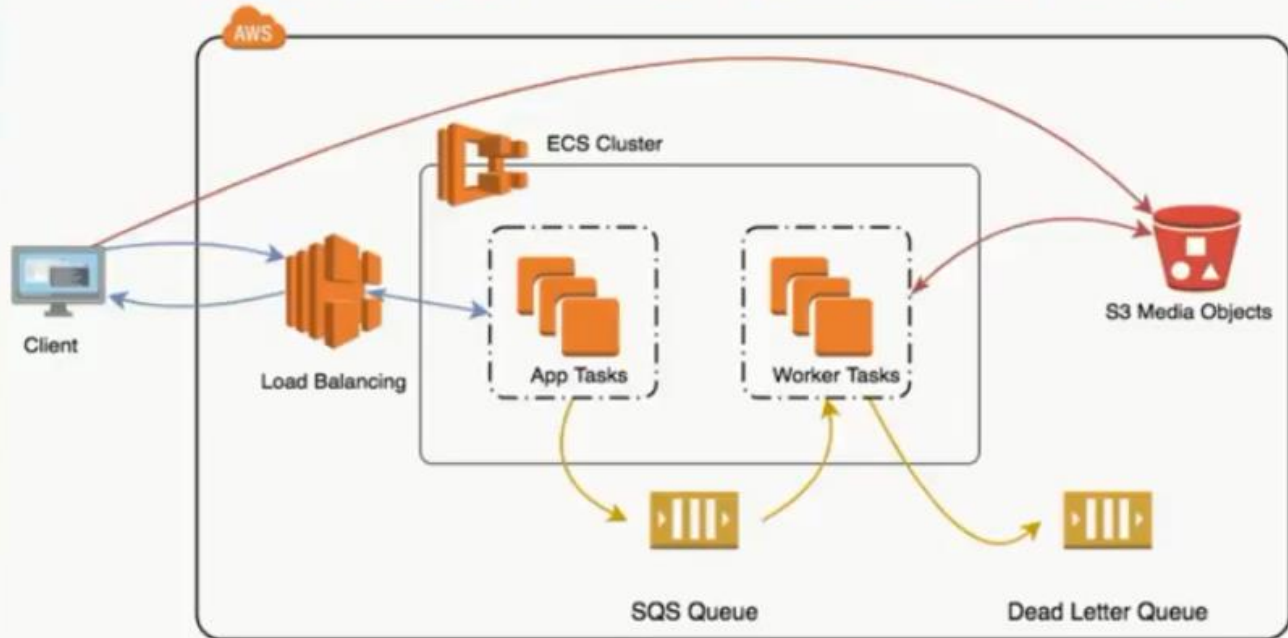 AWS
ECS Cluster
Client
Load Balancing
App Tasks
Worker Tasks
S3 Media Objects
SQS Queue
Dead Letter Queue